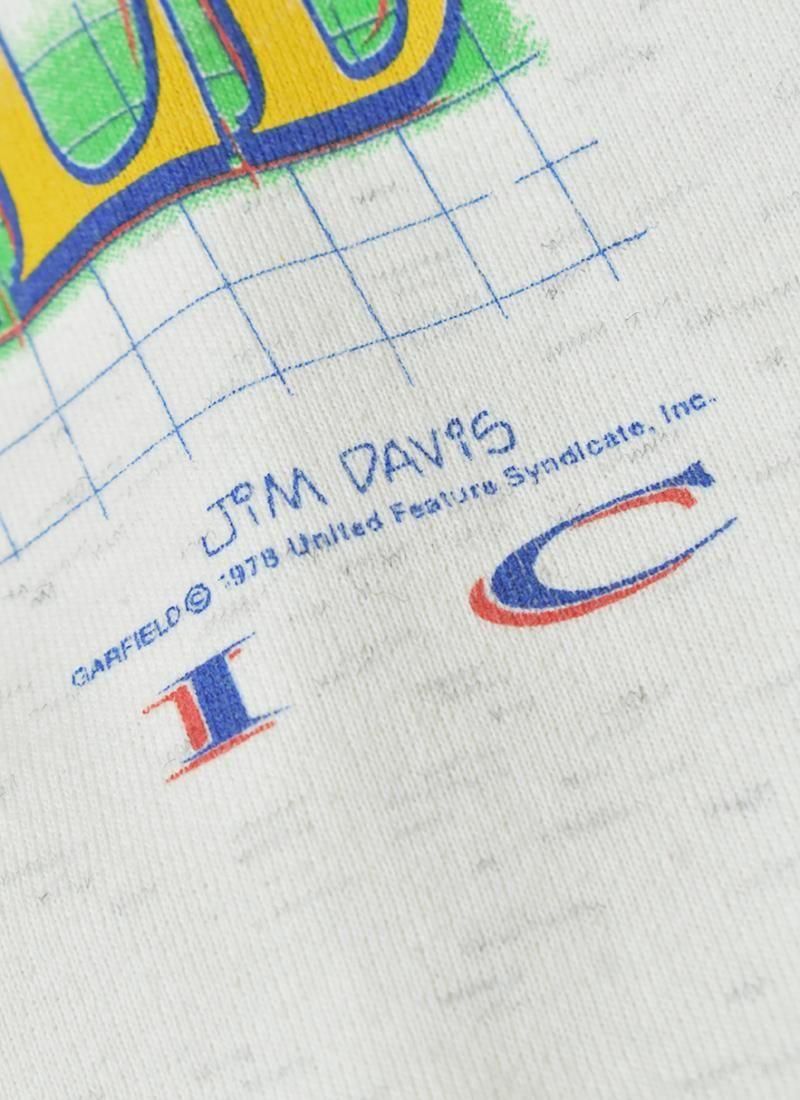 JiM DAViS
GARFIELD © 1978 United Feature Syndicate, Inc.
I C